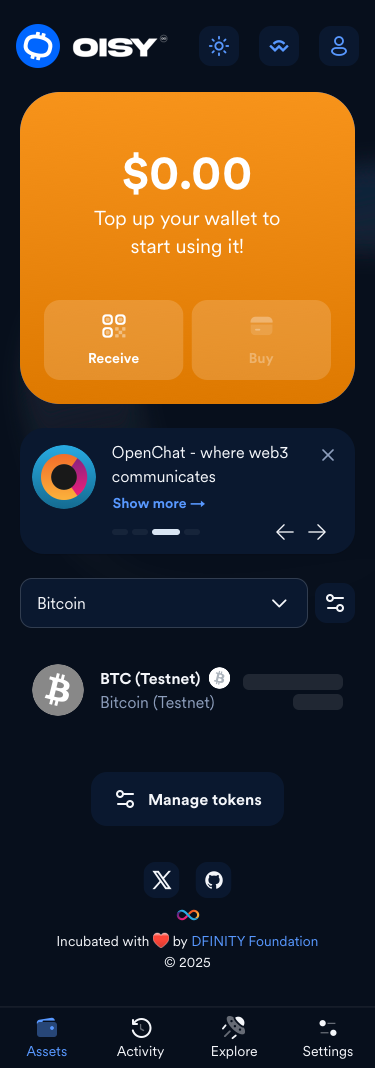 OISY
$0.00
Top up your wallet to
start using it!
Receive
Buy
OpenChat - where web3
communicates
Show more →
Bitcoin
BTC (Testnet)
Bitcoin (Testnet)
Manage tokens
Incubated with ❤️ by DFINITY Foundation
© 2025
Assets
Activity
Explore
Settings